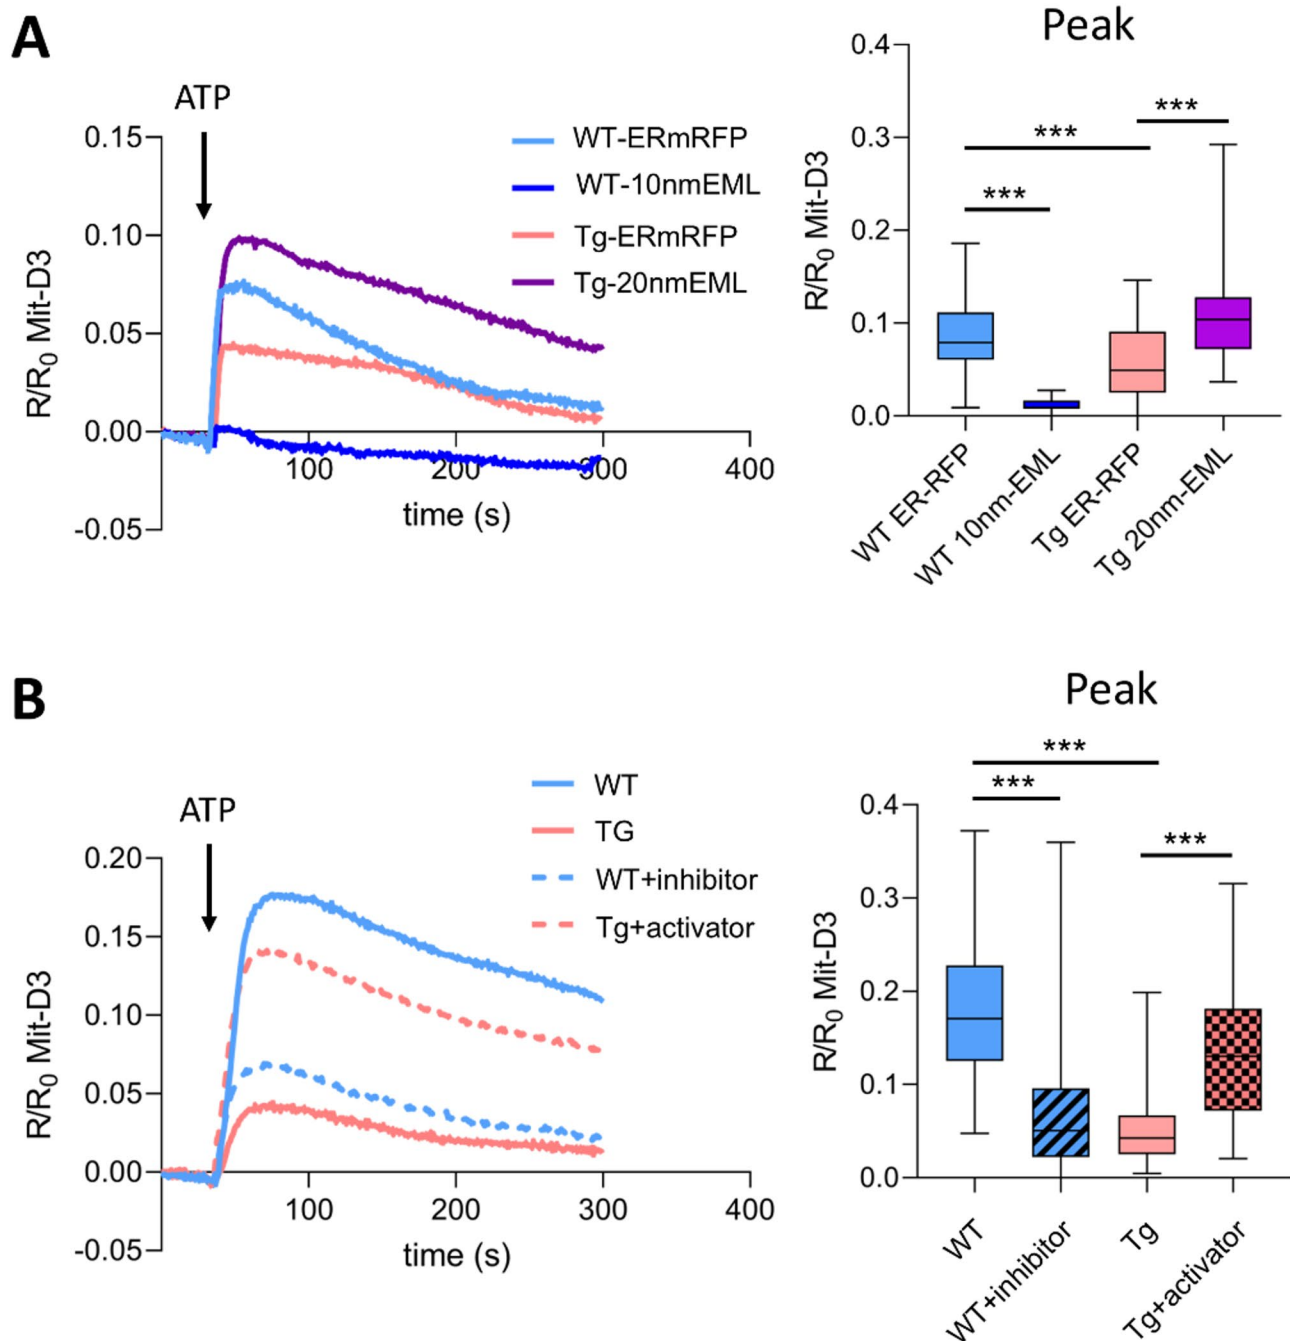 A
ATP
0.15
0.10
0.05
0.00
-0.05
R/R0 Mit-D3
100
200
300
400
time (s)
WT-ERmRFP
WT-10nmEML
Tg-ERmRFP
Tg-20nmEML
Peak
0.4
0.3
0.2
0.1
0.0
R/R0 Mit-D3
***
***
***
WT ER-RFP
WT 10nm-EML
Tg ER-RFP
Tg 20nm-EML
B
ATP
0.20
0.15
0.10
0.05
0.00
-0.05
R/R0 Mit-D3
100
200
300
400
time (s)
WT
TG
WT+inhibitor
Tg+activator
Peak
0.4
0.3
0.2
0.1
0.0
R/R0 Mit-D3
***
***
***
WT
WT+inhibitor
Tg
Tg+activator